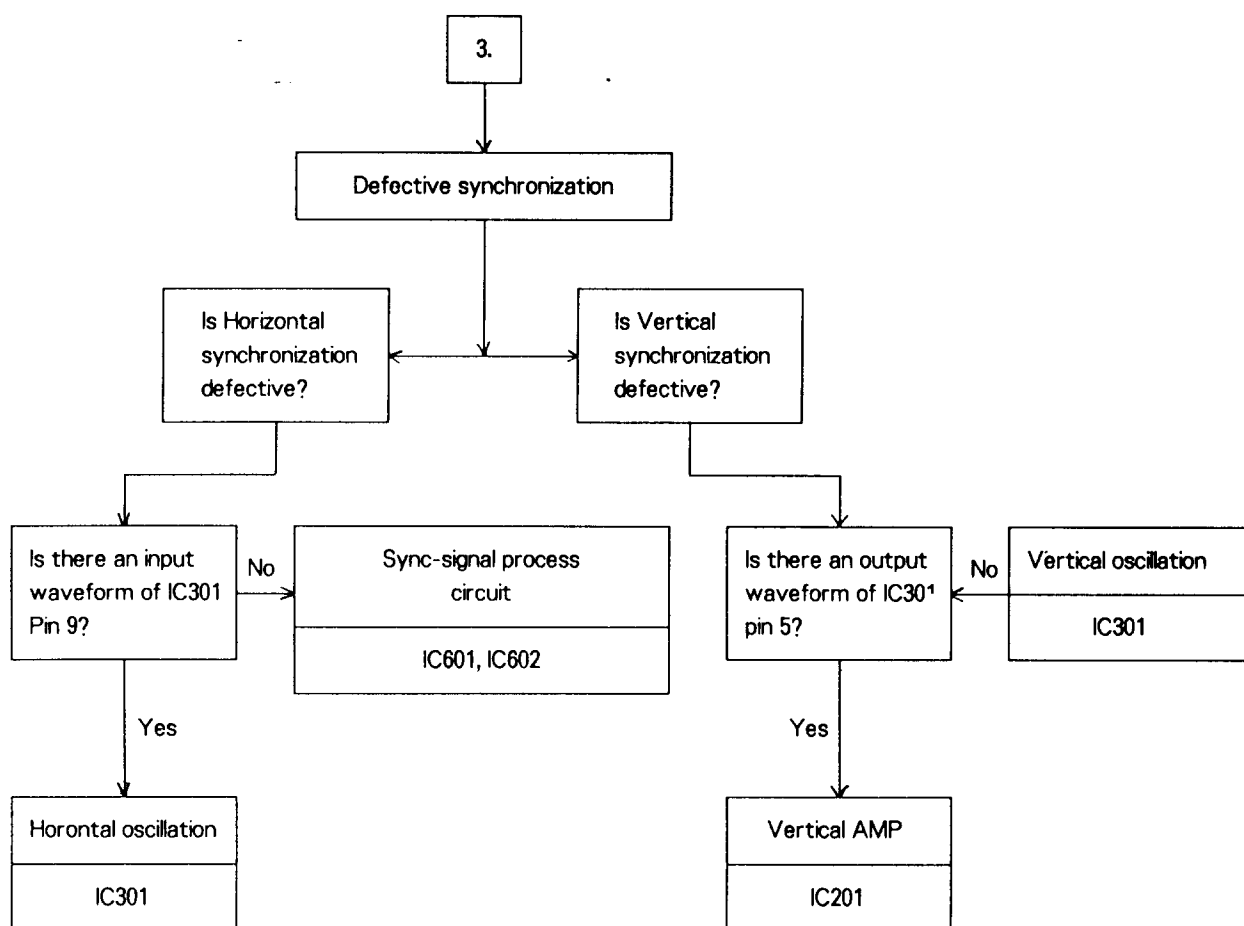 3.
Defective synchronization
Is Horizontal
synchronization
defective?
Is Vertical
synchronization
defective?
Is there an input
waveform of IC301
Pin 9?
No
Sync-signal process
circuit
IC601, IC602
Is there an output
waveform of IC301
pin 5?
No
Vertical oscillation
IC301
Yes
Yes
Horontal oscillation
IC301
Vertical AMP
IC201